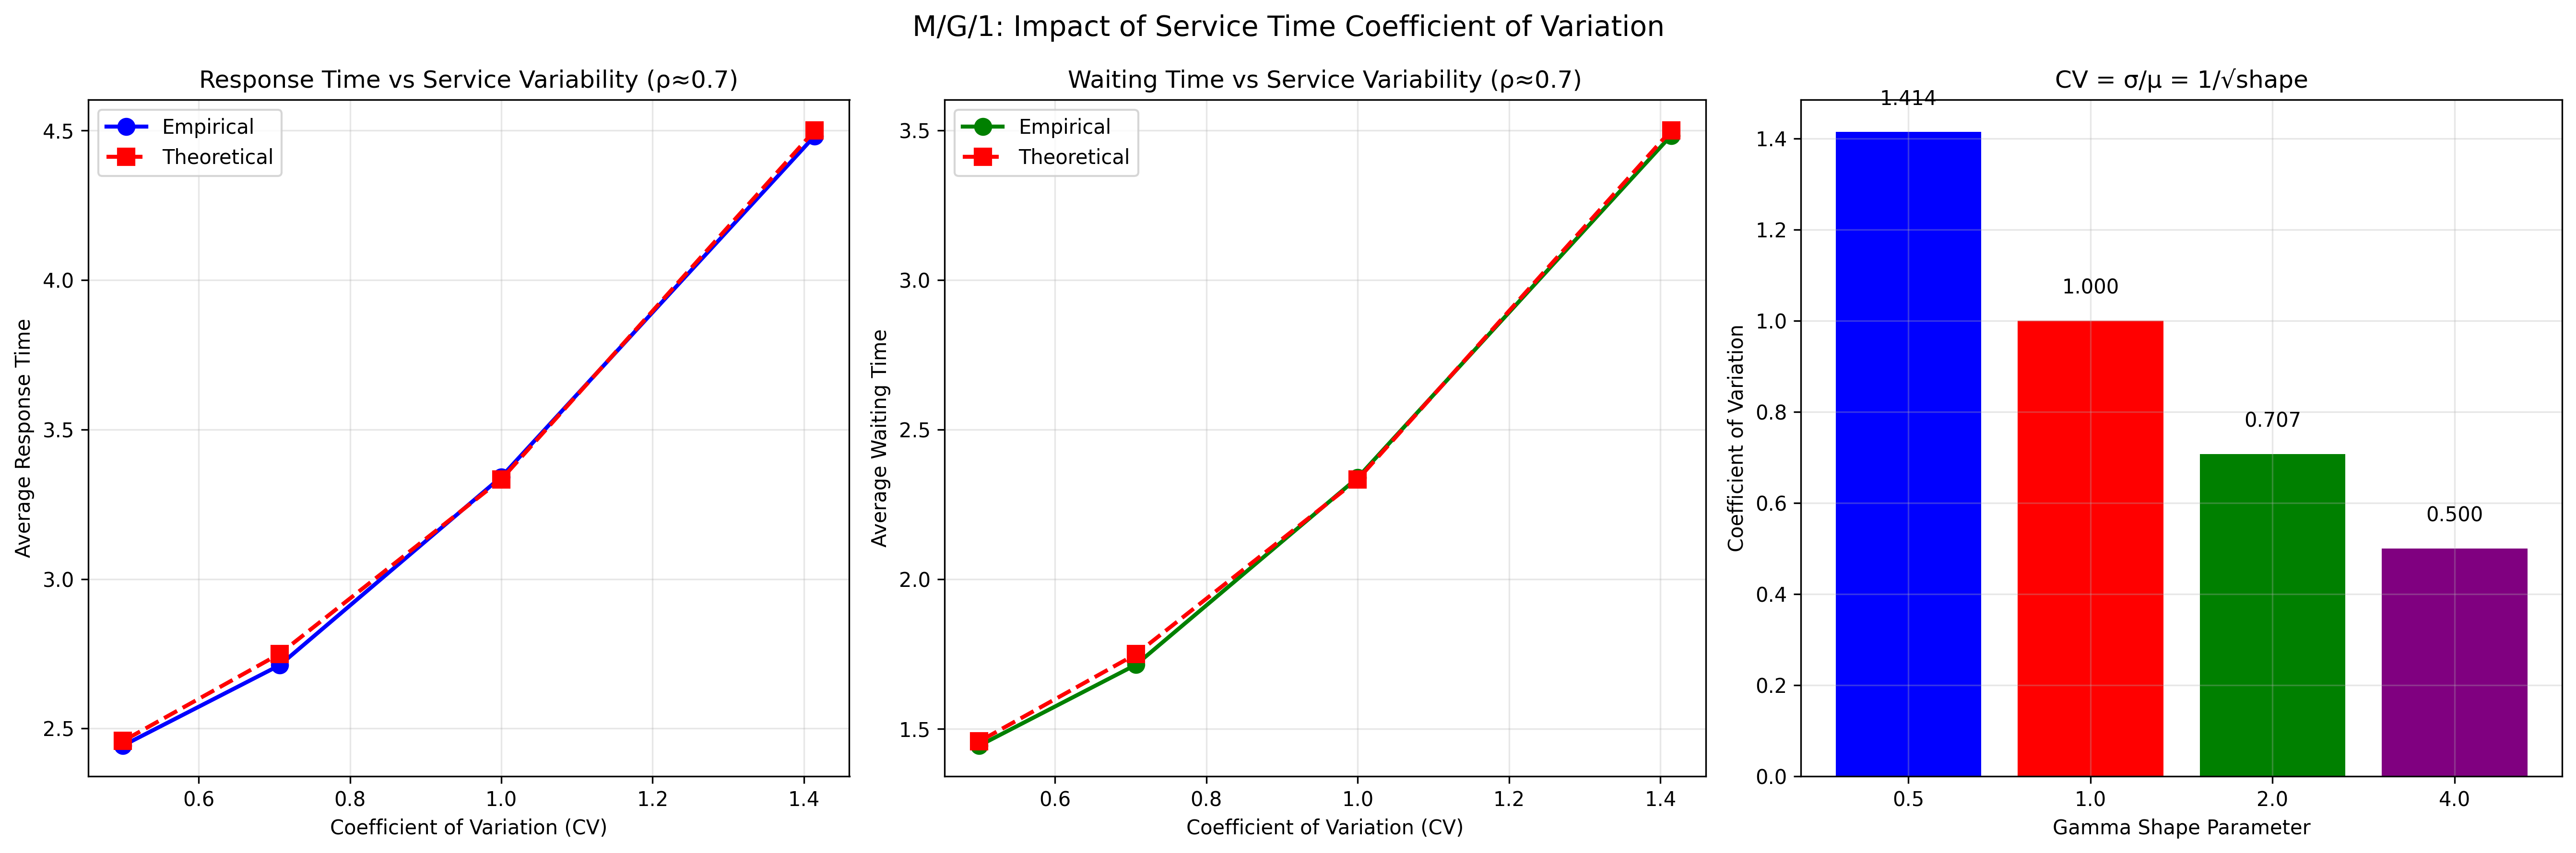 M/G/1: Impact of Service Time Coefficient of Variation
Response Time vs Service Variability (ρ≈0.7)
Empirical
Theoretical
4.5
4.0
3.5
3.0
2.5
Average Response Time
0.6
0.8
1.0
1.2
1.4
Coefficient of Variation (CV)
Waiting Time vs Service Variability (ρ≈0.7)
Empirical
Theoretical
3.5
3.0
2.5
2.0
1.5
Average Waiting Time
0.6
0.8
1.0
1.2
1.4
Coefficient of Variation (CV)
CV = σ/μ = 1/√shape
1.414
1.000
0.707
0.500
1.4
1.2
1.0
0.8
0.6
0.4
0.2
0.0
Coefficient of Variation
0.5
1.0
2.0
4.0
Gamma Shape Parameter